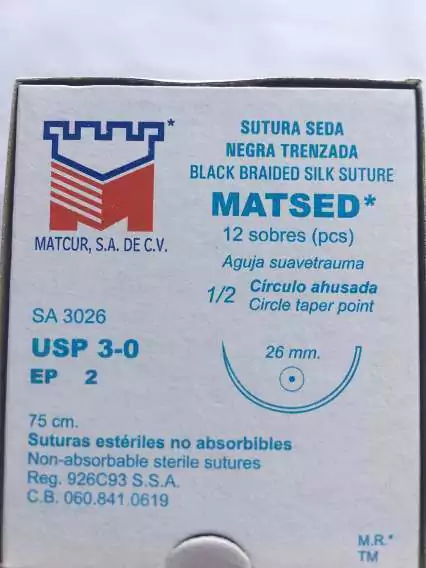 *
MATCUR, S.A. DE C.V.
SUTURA SEDA
NEGRA TRENZADA
BLACK BRAIDED SILK SUTURE
MATSED*
12 sobres (pcs)
Aguja suavetrauma
1/2 Círculo ahusada
Circle taper point
SA 3026
USP 3-0
EP 2
26 mm.
75 cm.
Suturas estériles no absorbibles
Non-absorbable sterile sutures
Reg. 926C93 S.S.A.
C.B. 060.841.0619
M.R.*
TM